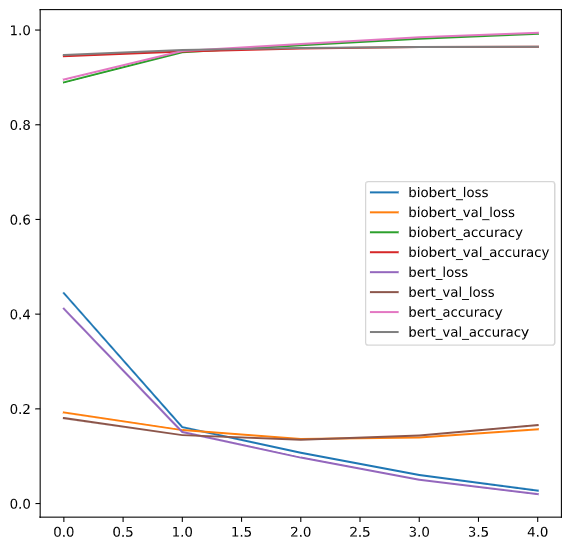 1.0
0.8
0.6
0.4
0.2
0.0
biobert_loss
biobert_val_loss
biobert_accuracy
biobert_val_accuracy
bert_loss
bert_val_loss
bert_accuracy
bert_val_accuracy
0.0 0.5 1.0 1.5 2.0 2.5 3.0 3.5 4.0